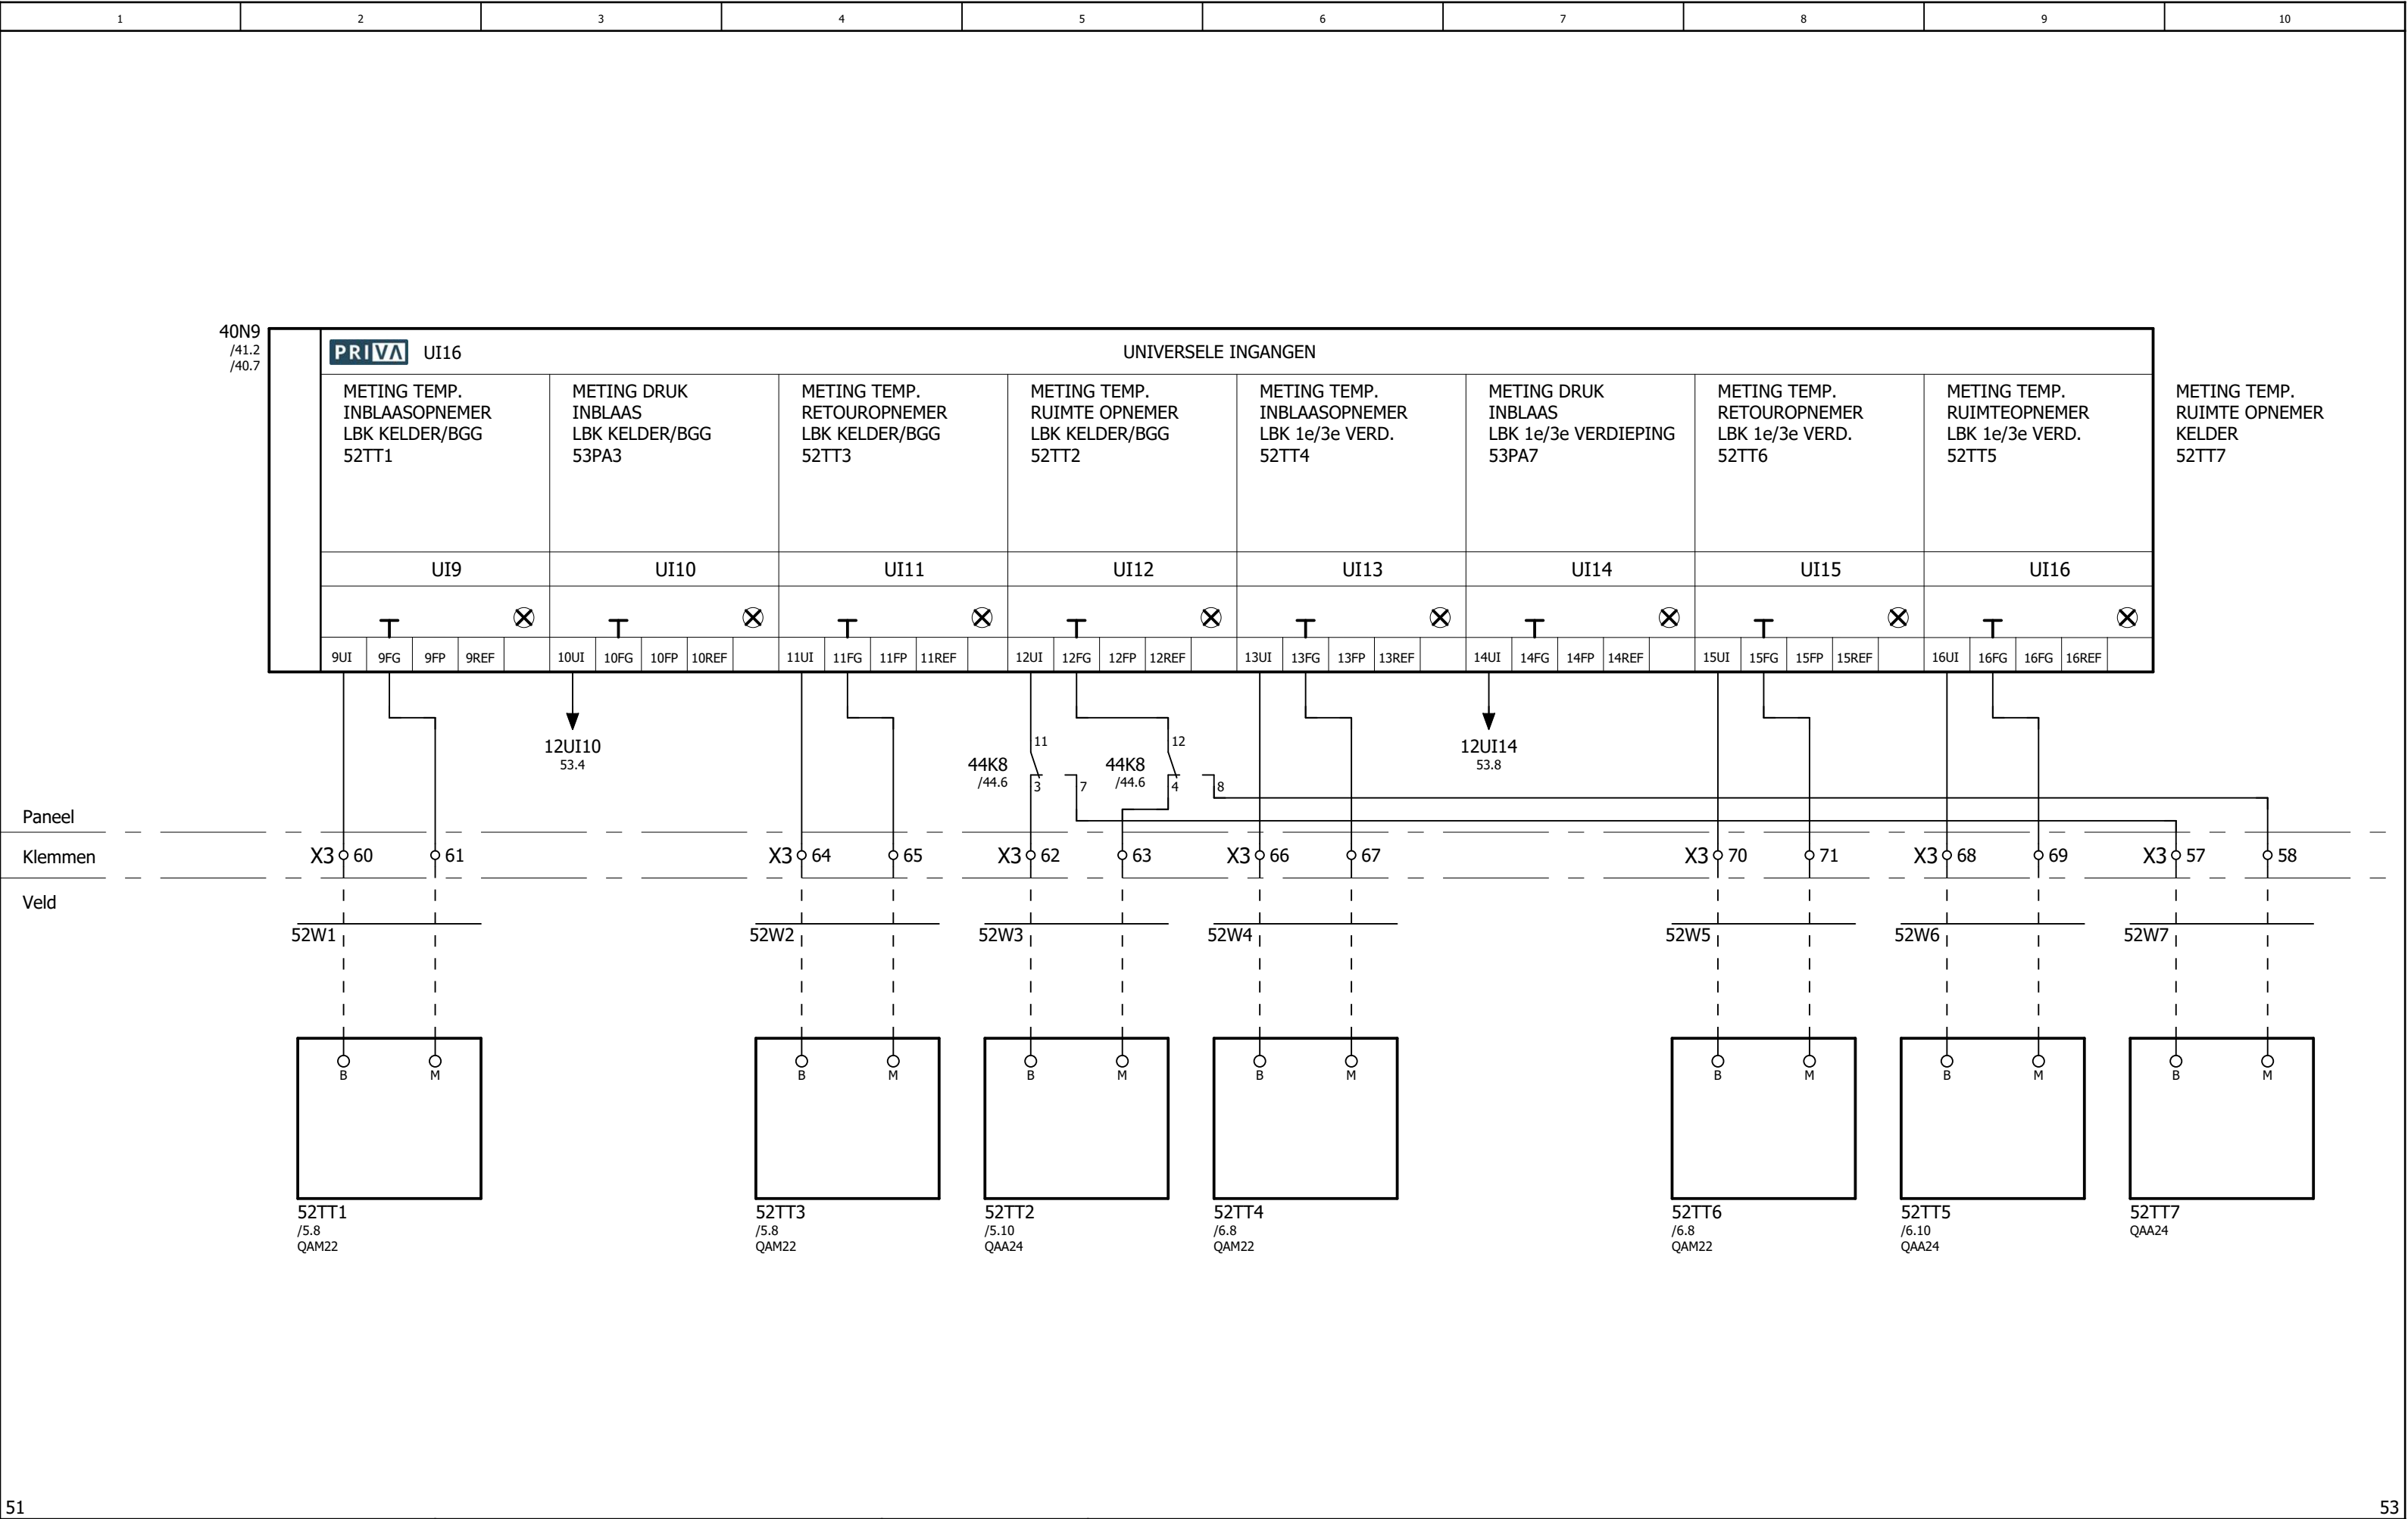 1 2 3 4 5 6 7 8 9 10
40N9
/41.2
/40.7
PRIVA UI16 UNIVERSELE INGANGEN
METING TEMP.
INBLAASOPNEMER
LBK KELDER/BGG
52TT1
METING DRUK
INBLAAS
LBK KELDER/BGG
53PA3
METING TEMP.
RETOUROPNEMER
LBK KELDER/BGG
52TT3
METING TEMP.
RUIMTE OPNEMER
LBK KELDER/BGG
52TT2
METING TEMP.
INBLAASOPNEMER
LBK 1e/3e VERD.
52TT4
METING DRUK
INBLAAS
LBK 1e/3e VERDIEPING
53PA7
METING TEMP.
RETOUROPNEMER
LBK 1e/3e VERD.
52TT6
METING TEMP.
RUIMTEOPNEMER
LBK 1e/3e VERD.
52TT5
METING TEMP.
RUIMTE OPNEMER
KELDER
52TT7
UI9 UI10 UI11 UI12 UI13 UI14 UI15 UI16
9UI 9FG 9FP 9REF 10UI 10FG 10FP 10REF 11UI 11FG 11FP 11REF 12UI 12FG 12FP 12REF 13UI 13FG 13FP 13REF 14UI 14FG 14FP 14REF 15UI 15FG 15FP 15REF 16UI 16FG 16FG 16REF
12UI10
53.4
11
44K8
/44.6
3 7
12
44K8
/44.6
4 8
12UI14
53.8
Paneel
Klemmen X3 60 61 X3 64 65 X3 62 63 X3 66 67 X3 70 71 X3 68 69 X3 57 58
Veld
52W1 52W2 52W3 52W4 52W5 52W6 52W7
B M B M B M B M B M B M B M
52TT1
/5.8
QAM22
52TT3
/5.8
QAM22
52TT2
/5.10
QAA24
52TT4
/6.8
QAM22
52TT6
/6.8
QAM22
52TT5
/6.10
QAA24
52TT7
QAA24
51 53